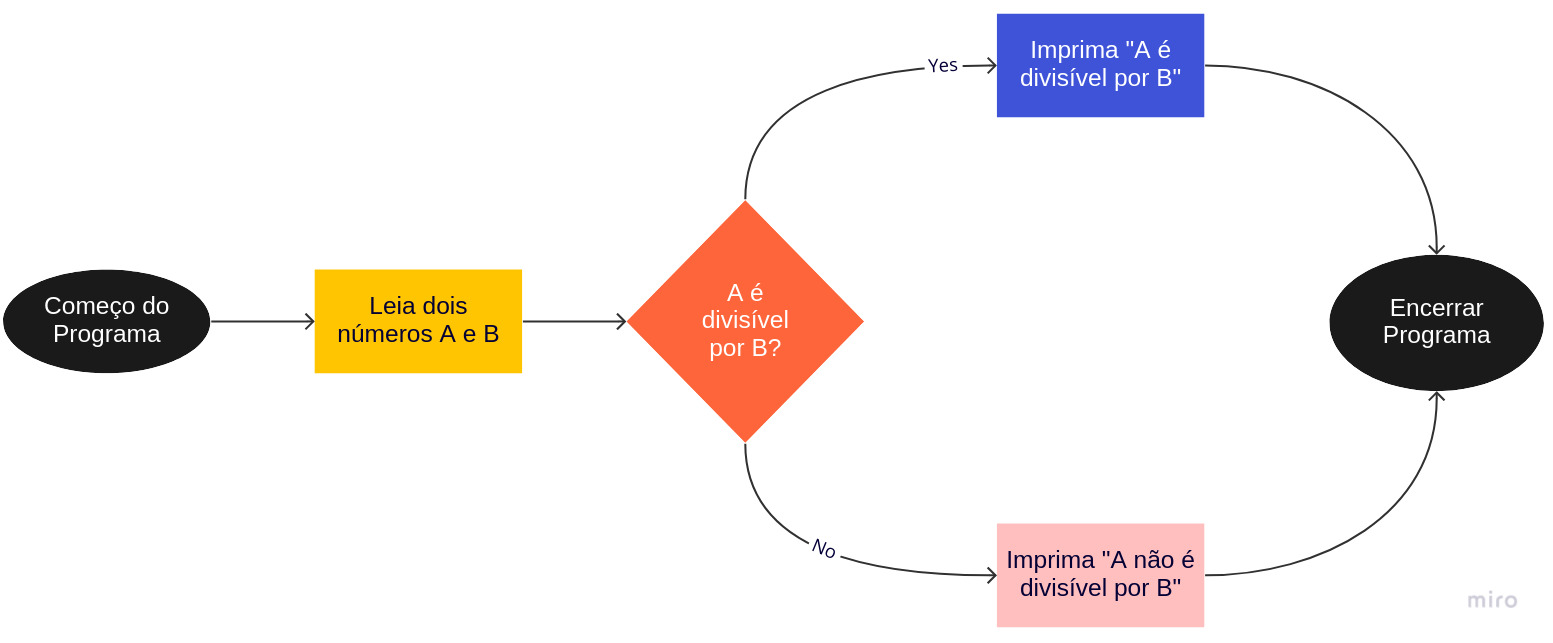 Começo do
Programa
Leia dois
números A e B
A é
divisível
por B?
Yes
Imprima "A é
divisível por B"
No
Imprima "A não é
divisível por B"
Encerrar
Programa
miro